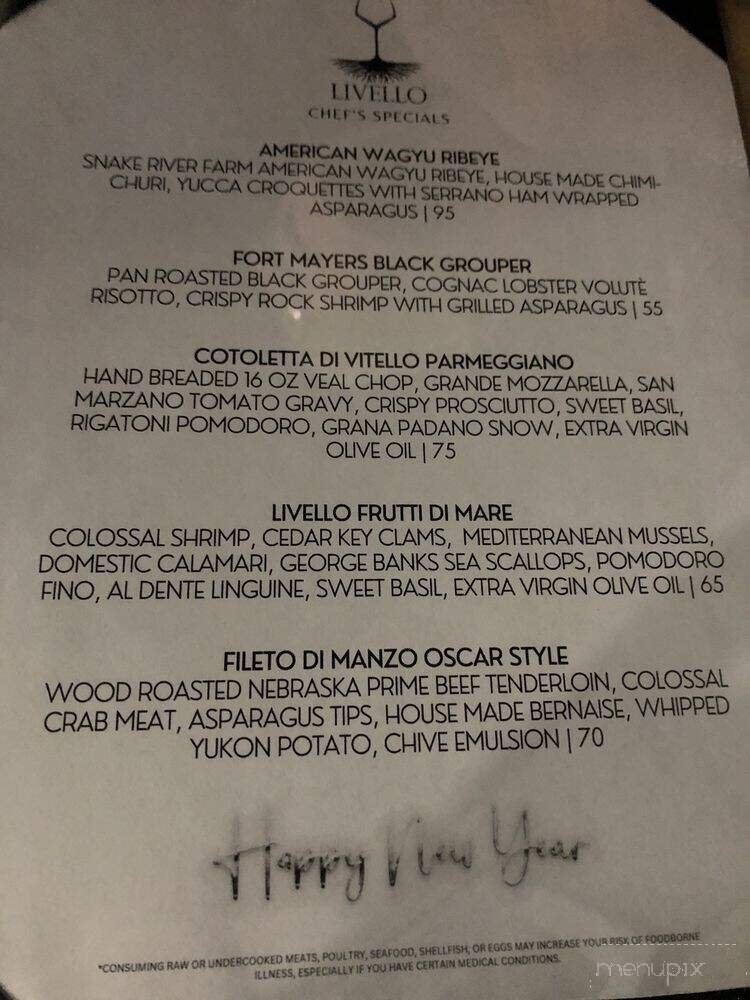 LIVELLO
CHEF'S SPECIALS
AMERICAN WAGYU RIBEYE
SNAKE RIVER FARM AMERICAN WAGYU RIBEYE, HOUSE MADE CHIMI-
CHURI, YUCCA CROQUETTES WITH SERRANO HAM WRAPPED
ASPARAGUS | 95
FORT MAYERS BLACK GROUPER
PAN ROASTED BLACK GROUPER, COGNAC LOBSTER VOLUTÈ
RISOTTO, CRISPY ROCK SHRIMP WITH GRILLED ASPARAGUS | 55
COTOLETTA DI VITELLO PARMEGGIANO
HAND BREADED 16 OZ VEAL CHOP, GRANDE MOZZARELLA, SAN
MARZANO TOMATO GRAVY, CRISPY PROSCIUTTO, SWEET BASIL,
RIGATONI POMODORO, GRANA PADANO SNOW, EXTRA VIRGIN
OLIVE OIL | 75
LIVELLO FRUTTI DI MARE
COLOSSAL SHRIMP, CEDAR KEY CLAMS, MEDITERRANEAN MUSSELS,
DOMESTIC CALAMARI, GEORGE BANKS SEA SCALLOPS, POMODORO
FINO, AL DENTE LINGUINE, SWEET BASIL, EXTRA VIRGIN OLIVE OIL | 65
FILETO DI MANZO OSCAR STYLE
WOOD ROASTED NEBRASKA PRIME BEEF TENDERLOIN, COLOSSAL
CRAB MEAT, ASPARAGUS TIPS, HOUSE MADE BERNAISE, WHIPPED
YUKON POTATO, CHIVE EMULSION | 70
Happy New Year
*CONSUMING RAW OR UNDERCOOKED MEATS, POULTRY, SEAFOOD, SHELLFISH, OR EGGS MAY INCREASE YOUR RISK OF FOODBORNE
ILLNESS, ESPECIALLY IF YOU HAVE CERTAIN MEDICAL CONDITIONS.
menupix